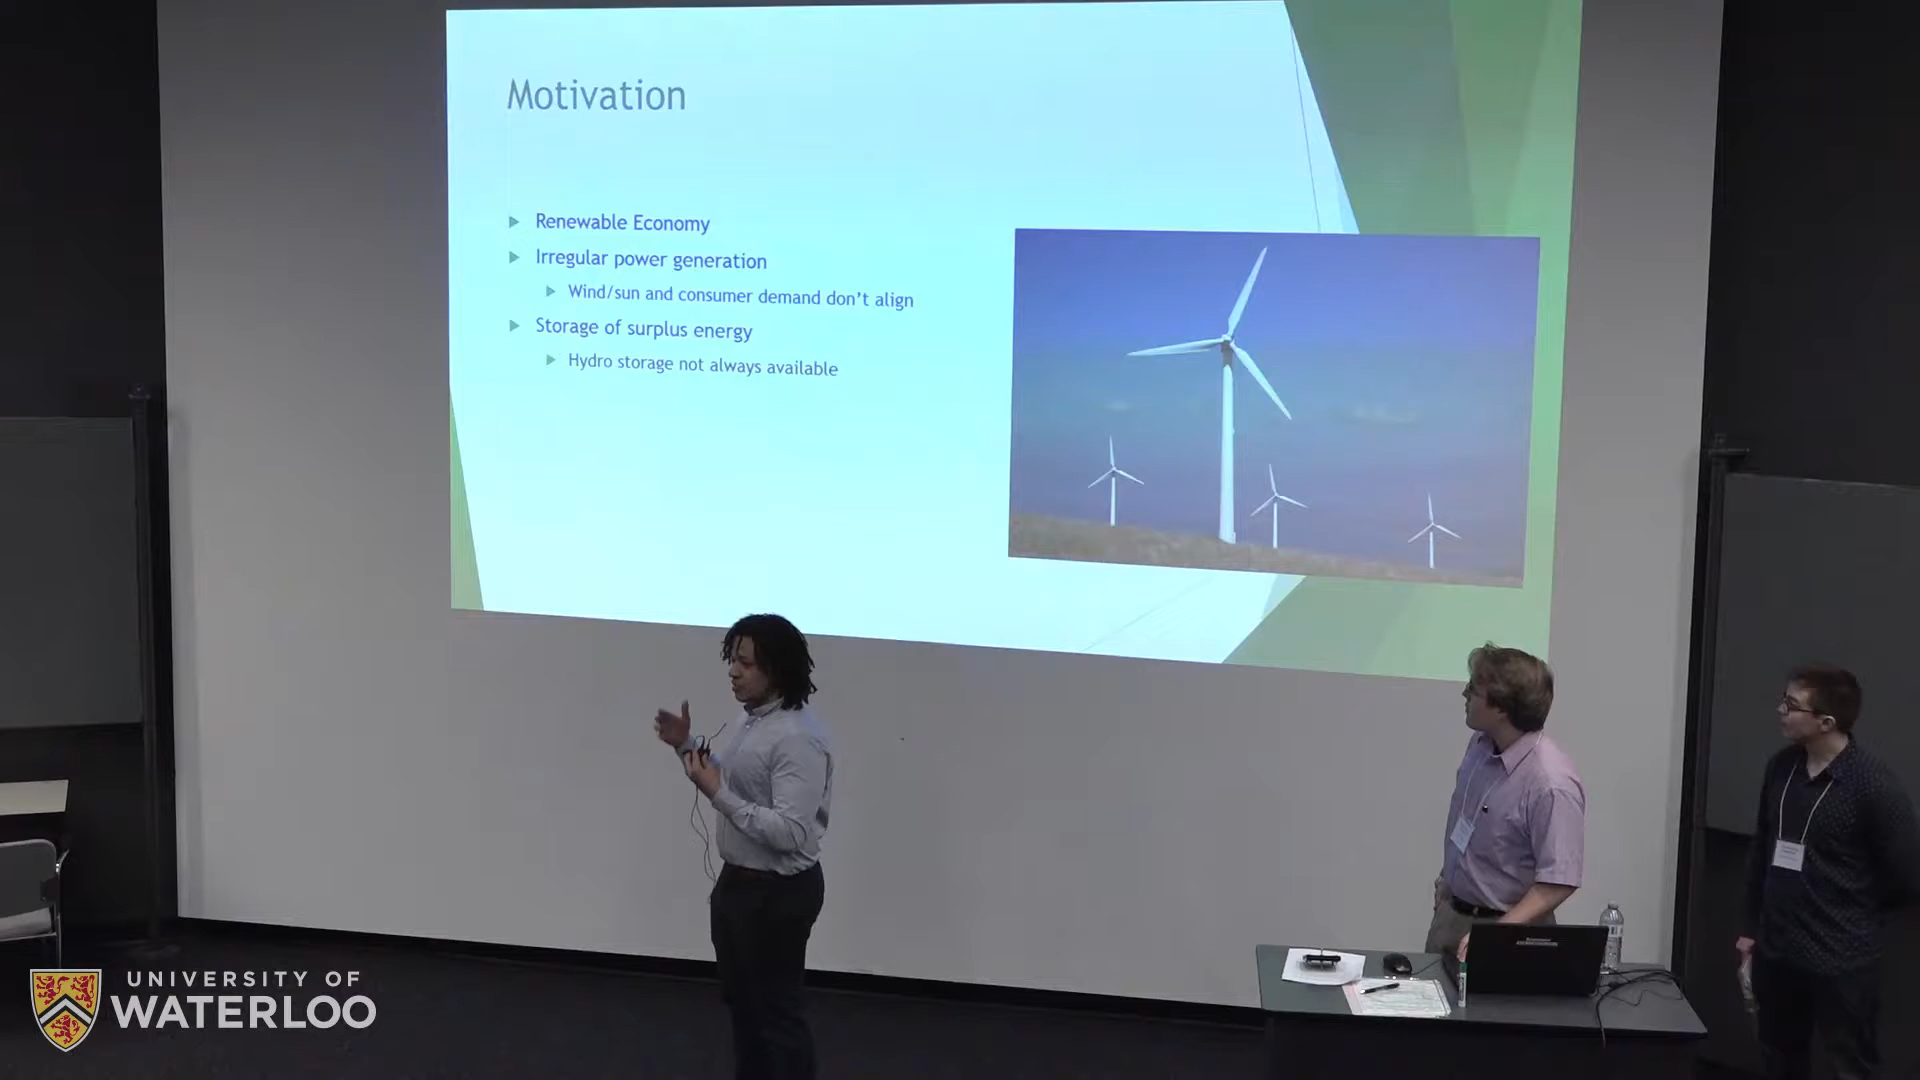 Motivation
Renewable Economy
Irregular power generation
Wind/sun and consumer demand don't align
Storage of surplus energy
Hydro storage not always available
UNIVERSITY OF
WATERLOO